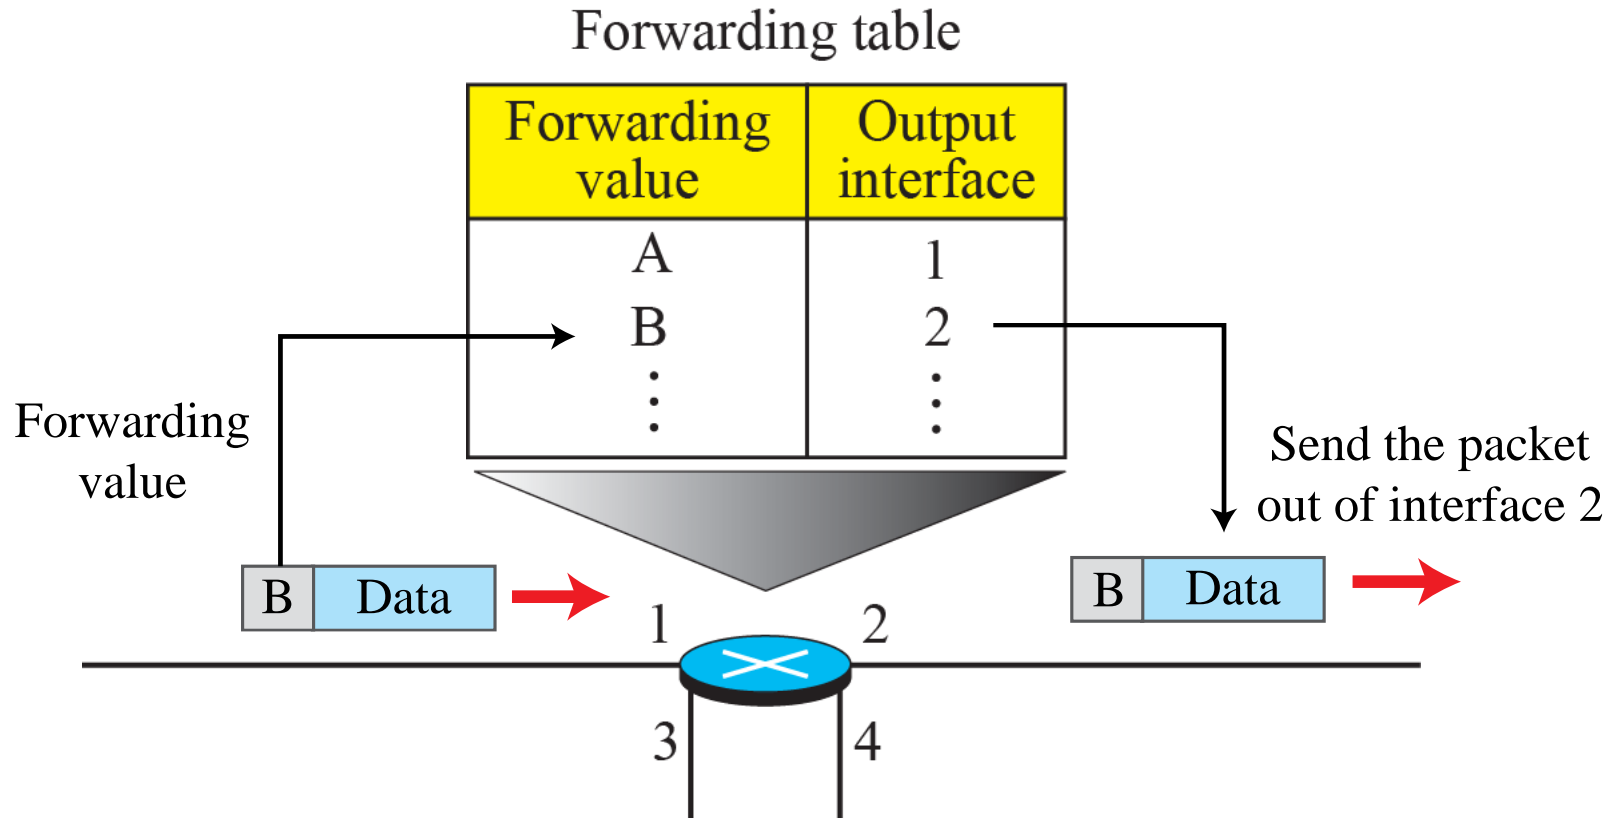 Forwarding table
Forwarding value
Output interface
A 1
B 2
Forwarding
value
Send the packet
out of interface 2
B Data
B Data
1 2
3 4